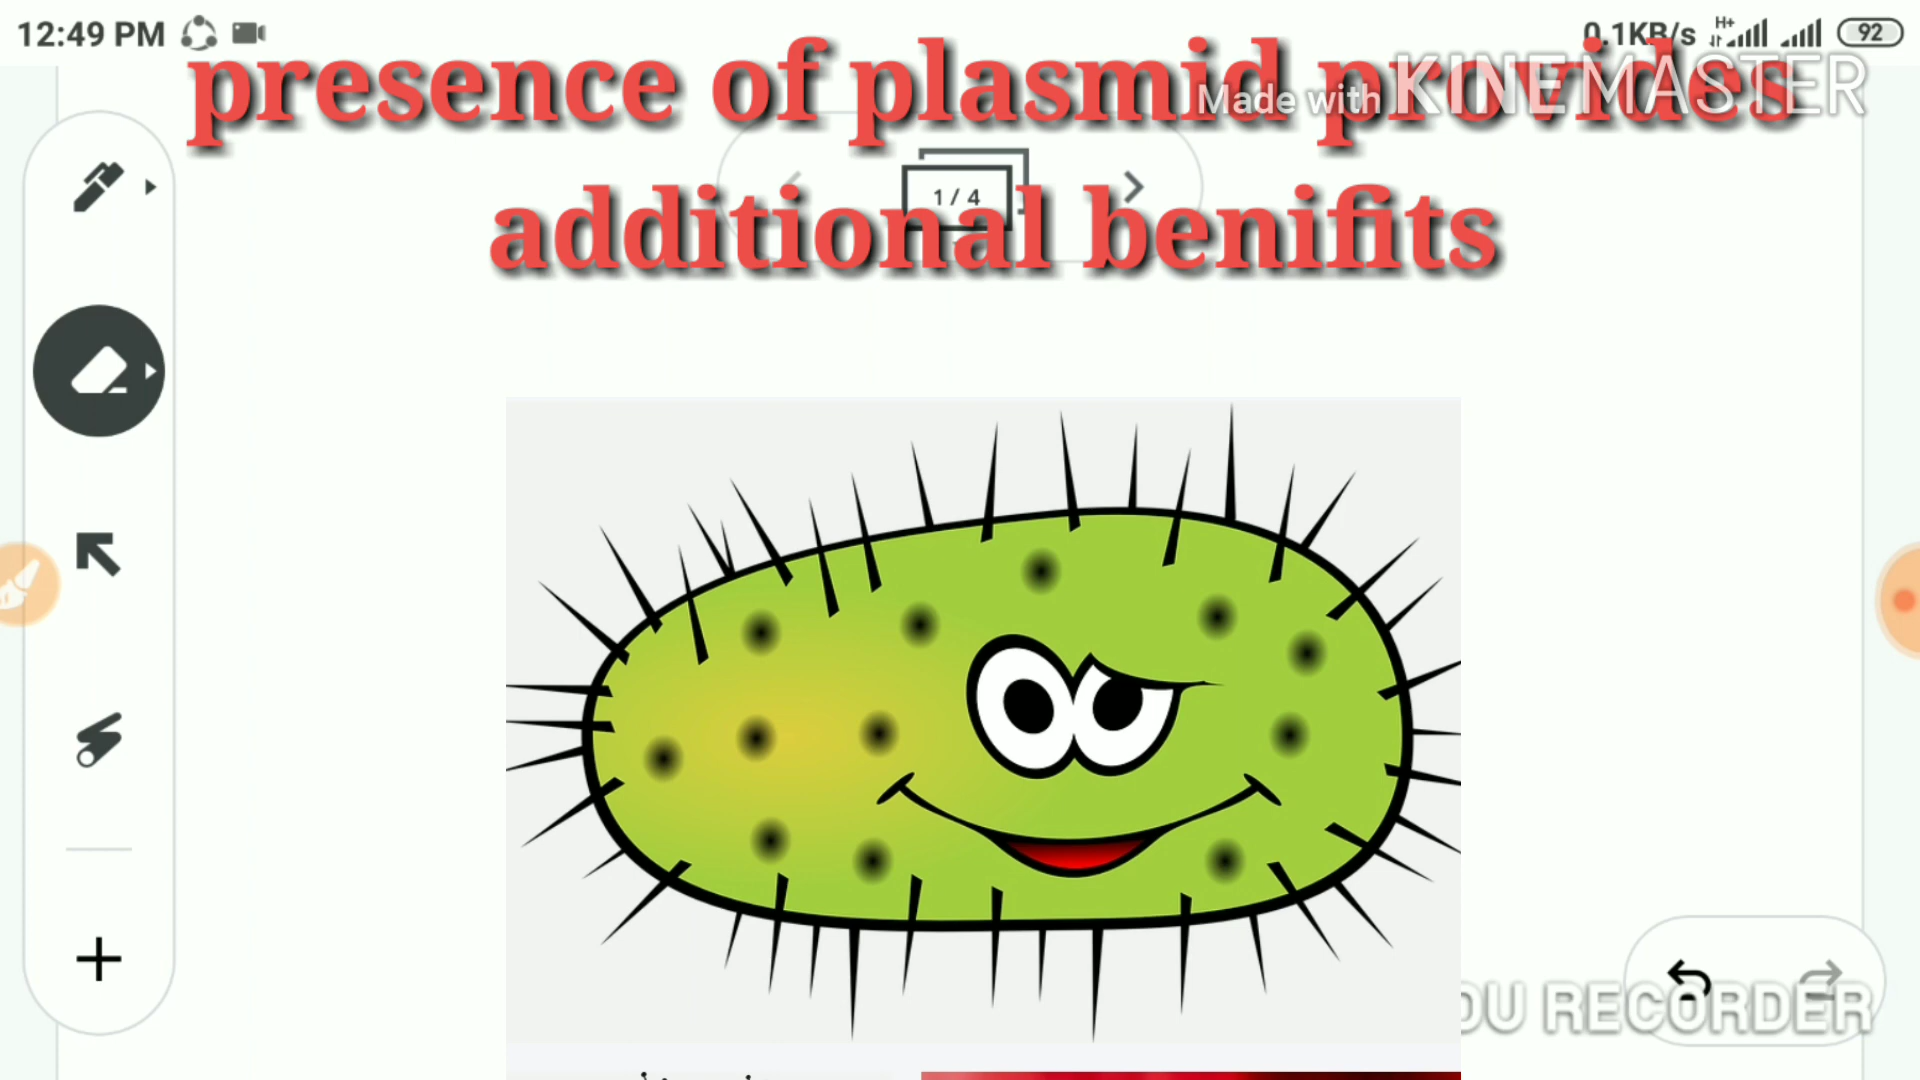 12:49 PM
0.1KB/s H+ 92
presence of plasmid provides
Made with KINEMASTER
1 / 4
additional benifits
DU RECORDER